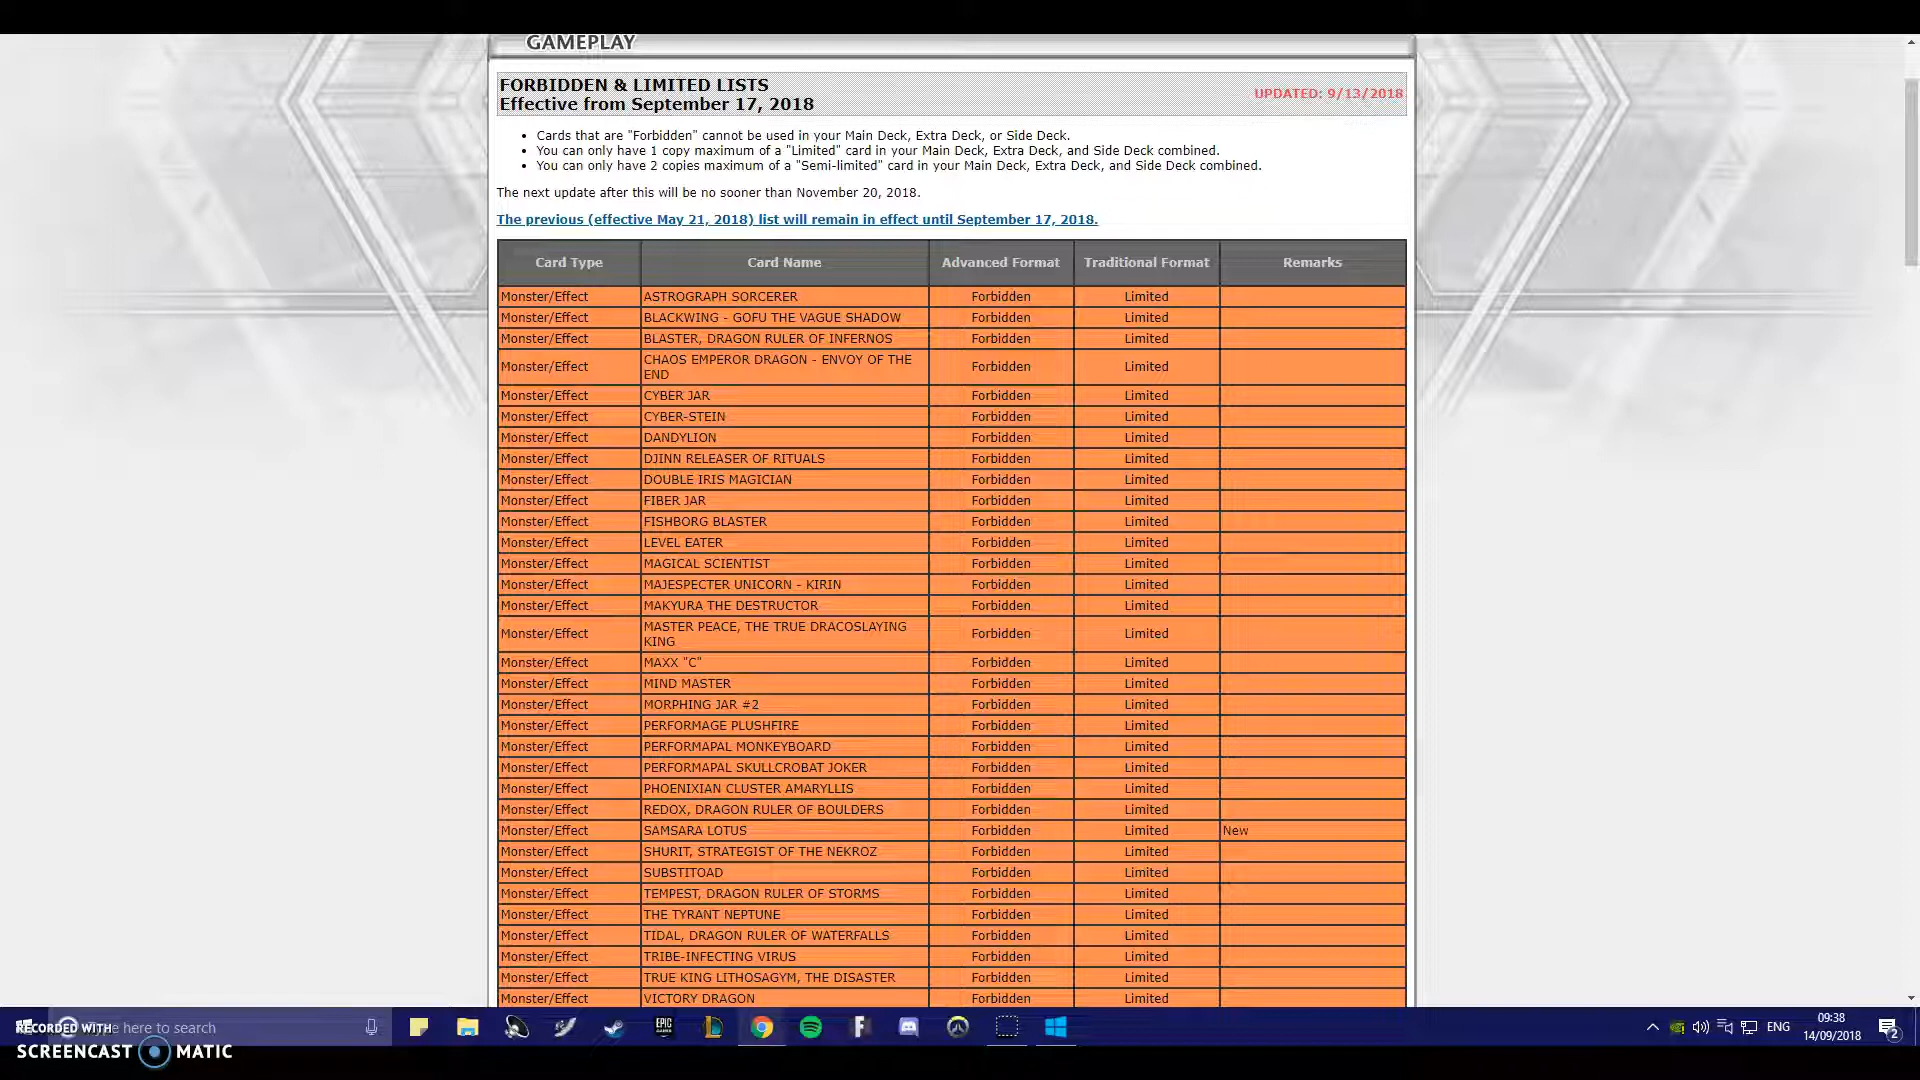 GAMEPLAY
FORBIDDEN & LIMITED LISTS
Effective from September 17, 2018
UPDATED: 9/13/2018
• Cards that are "Forbidden" cannot be used in your Main Deck, Extra Deck, or Side Deck.
• You can only have 1 copy maximum of a "Limited" card in your Main Deck, Extra Deck, and Side Deck combined.
• You can only have 2 copies maximum of a "Semi-limited" card in your Main Deck, Extra Deck, and Side Deck combined.
The next update after this will be no sooner than November 20, 2018.
The previous (effective May 21, 2018) list will remain in effect until September 17, 2018.
Card Type Card Name Advanced Format Traditional Format Remarks
Monster/Effect ASTROGRAPH SORCERER Forbidden Limited
Monster/Effect BLACKWING - GOFU THE VAGUE SHADOW Forbidden Limited
Monster/Effect BLASTER, DRAGON RULER OF INFERNOS Forbidden Limited
Monster/Effect CHAOS EMPEROR DRAGON - ENVOY OF THE
END Forbidden Limited
Monster/Effect CYBER JAR Forbidden Limited
Monster/Effect CYBER-STEIN Forbidden Limited
Monster/Effect DANDYLION Forbidden Limited
Monster/Effect DJINN RELEASER OF RITUALS Forbidden Limited
Monster/Effect DOUBLE IRIS MAGICIAN Forbidden Limited
Monster/Effect FIBER JAR Forbidden Limited
Monster/Effect FISHBORG BLASTER Forbidden Limited
Monster/Effect LEVEL EATER Forbidden Limited
Monster/Effect MAGICAL SCIENTIST Forbidden Limited
Monster/Effect MAJESPECTER UNICORN - KIRIN Forbidden Limited
Monster/Effect MAKYURA THE DESTRUCTOR Forbidden Limited
Monster/Effect MASTER PEACE, THE TRUE DRACOSLAYING
KING Forbidden Limited
Monster/Effect MAXX "C" Forbidden Limited
Monster/Effect MIND MASTER Forbidden Limited
Monster/Effect MORPHING JAR #2 Forbidden Limited
Monster/Effect PERFORMAGE PLUSHFIRE Forbidden Limited
Monster/Effect PERFORMAPAL MONKEYBOARD Forbidden Limited
Monster/Effect PERFORMAPAL SKULLCROBAT JOKER Forbidden Limited
Monster/Effect PHOENIXIAN CLUSTER AMARYLLIS Forbidden Limited
Monster/Effect REDOX, DRAGON RULER OF BOULDERS Forbidden Limited
Monster/Effect SAMSARA LOTUS Forbidden Limited New
Monster/Effect SHURIT, STRATEGIST OF THE NEKROZ Forbidden Limited
Monster/Effect SUBSTITOAD Forbidden Limited
Monster/Effect TEMPEST, DRAGON RULER OF STORMS Forbidden Limited
Monster/Effect THE TYRANT NEPTUNE Forbidden Limited
Monster/Effect TIDAL, DRAGON RULER OF WATERFALLS Forbidden Limited
Monster/Effect TRIBE-INFECTING VIRUS Forbidden Limited
Monster/Effect TRUE KING LITHOSAGYM, THE DISASTER Forbidden Limited
Monster/Effect VICTORY DRAGON Forbidden Limited
RECORDED WITH here to search
EPIC GAMES
ENG 09:38
14/09/2018 2
SCREENCAST MATIC